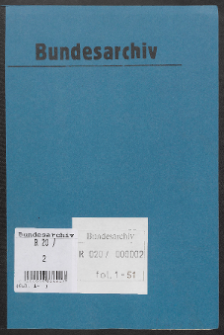 Bundesarchiv
Bundesarchiv
R 20 /
2
Bundesarchiv
R 020 / 000002
fol. 1-51